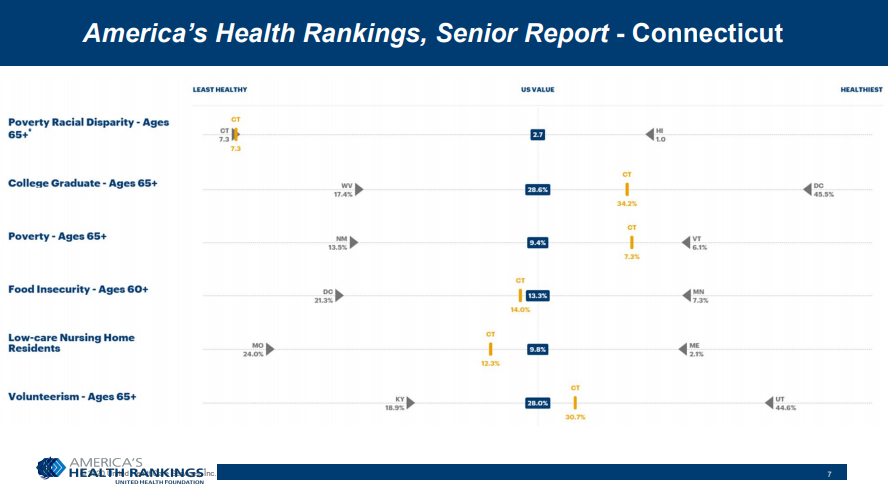 America's Health Rankings, Senior Report - Connecticut
LEAST HEALTHY US VALUE HEALTHIEST
Poverty Racial Disparity - Ages
65+*
CT
CT
7.3
7.3
2.7
HI
1.0
College Graduate - Ages 65+
WV
17.4%
28.6%
CT
34.2%
DC
45.5%
Poverty - Ages 65+
NM
13.5%
9.4%
CT
7.3%
VT
6.1%
Food Insecurity - Ages 60+
DC
21.3%
CT
14.0%
13.3%
MN
7.3%
Low-care Nursing Home
Residents
MO
24.0%
CT
12.3%
9.8%
ME
2.1%
Volunteerism - Ages 65+
KY
18.9%
28.0%
CT
30.7%
UT
44.6%
AMERICA'S
HEALTH RANKINGS
Inc.
UNITED HEALTH FOUNDATION
7